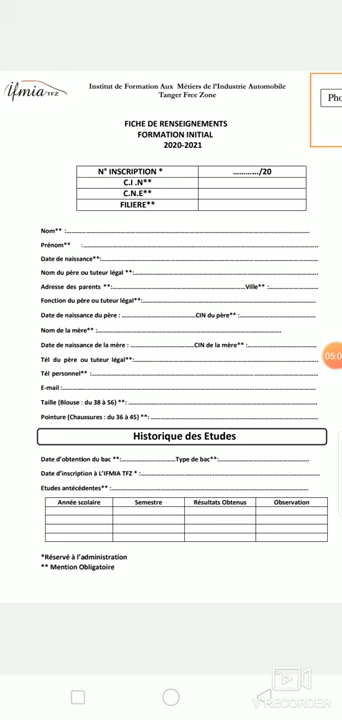 ifmia TFZ
Institut de Formation Aux Métiers de l'Industrie Automobile
Tanger Free Zone
Pho
FICHE DE RENSEIGNEMENTS
FORMATION INITIAL
2020-2021
N° INSCRIPTION * ............/20
C.I .N**
C.N.E**
FILIERE**
Nom** :
Prénom** :
Date de naissance**:
Nom du père ou tuteur légal **:
Adresse des parents **: Ville** :
Fonction du père ou tuteur légal**:
Date de naissance du père : CIN du père** :
Nom de la mère** :
Date de naissance de la mère : CIN de la mère** :
Tél du père ou tuteur légal**:
05:0
Tél personnel** :
E-mail :
Taille (Blouse : du 38 à 56) ** :
Pointure (Chaussures : du 36 à 45) ** :
Historique des Etudes
Date d'obtention du bac **: Type de bac** :
Date d'inscription à L'IFMIA TFZ * :
Etudes antécédentes** :
Année scolaire Semestre Résultats Obtenus Observation
*Réservé à l'administration
** Mention Obligatoire
V RECORDER